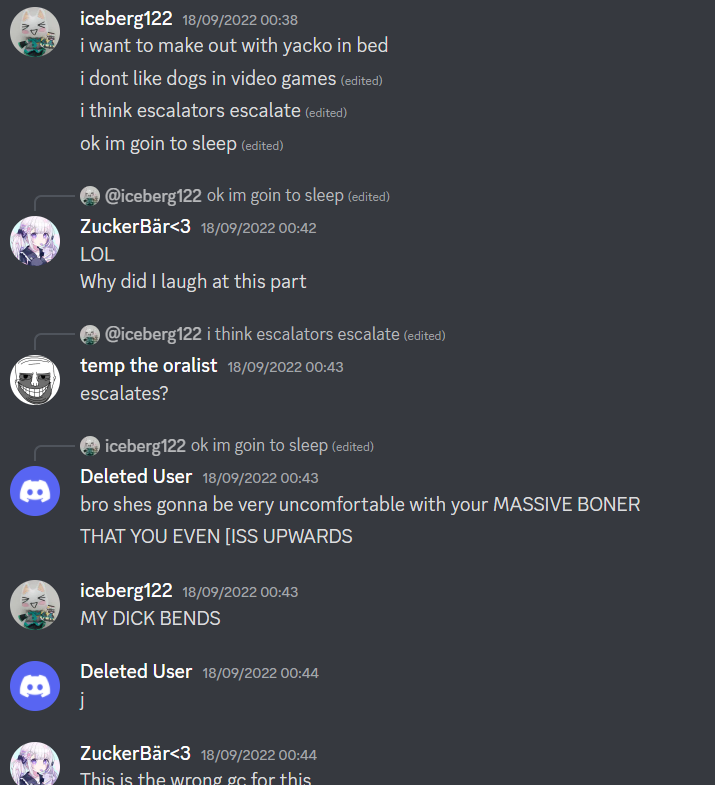 iceberg122 18/09/2022 00:38
i want to make out with yacko in bed
i dont like dogs in video games (edited)
i think escalators escalate (edited)
ok im goin to sleep (edited)
@iceberg122 ok im goin to sleep (edited)
ZuckerBär<3 18/09/2022 00:42
LOL
Why did I laugh at this part
@iceberg122 i think escalators escalate (edited)
temp the oralist 18/09/2022 00:43
escalates?
iceberg122 ok im goin to sleep (edited)
Deleted User 18/09/2022 00:43
bro shes gonna be very uncomfortable with your MASSIVE BONER
THAT YOU EVEN [ISS UPWARDS
iceberg122 18/09/2022 00:43
MY DICK BENDS
Deleted User 18/09/2022 00:44
j
ZuckerBär<3 18/09/2022 00:44
This is the wrong gc for this